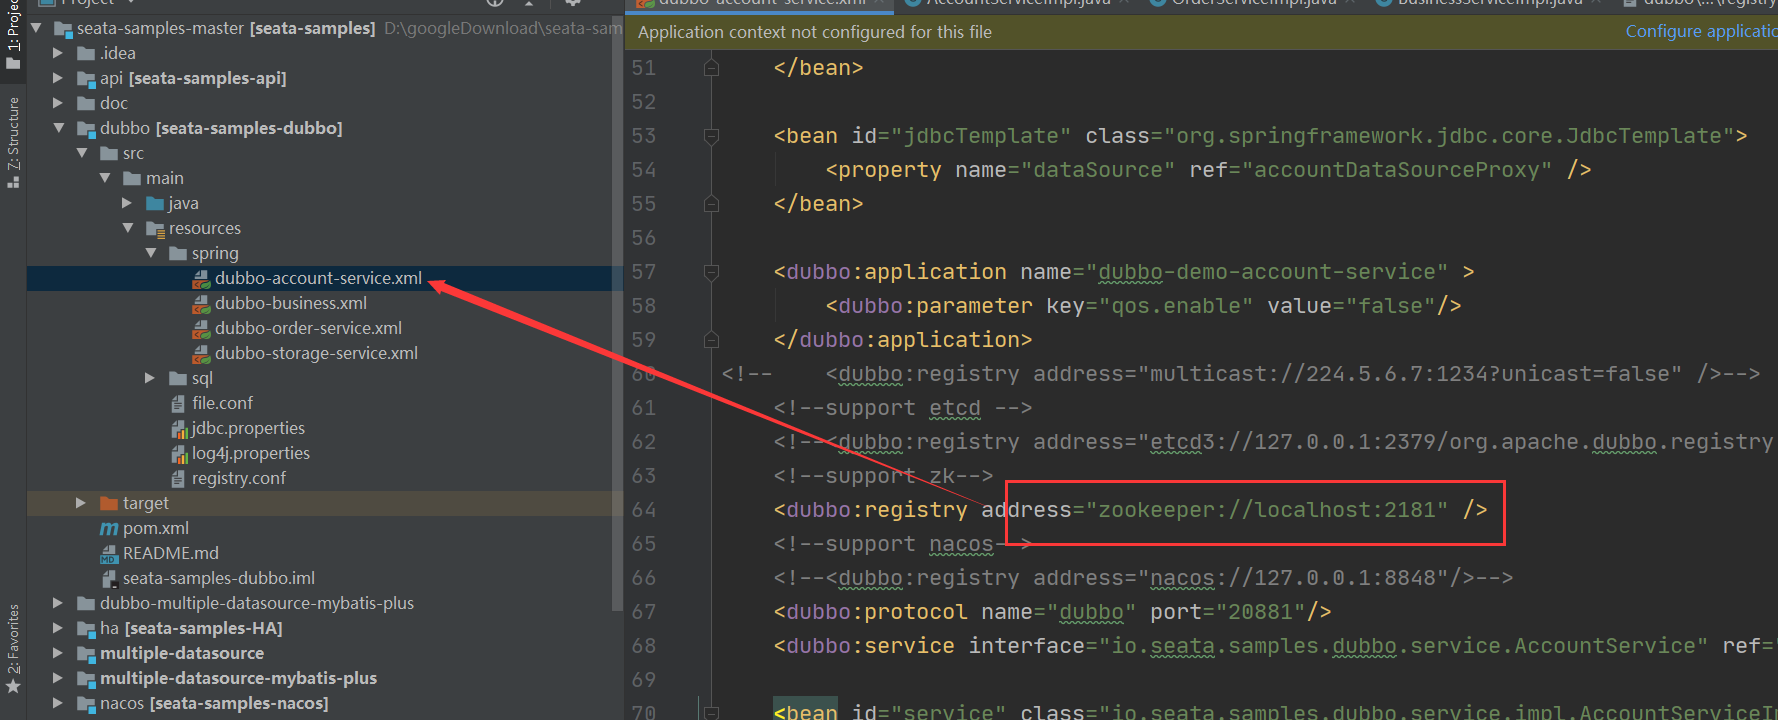 Project
dubbo-account-service.xml
AccountServiceImpl.java
OrderServiceImpl.java
BusinessServiceImpl.java
1: Project
Z: Structure
2: Favorites
seata-samples-master [seata-samples] D:\googleDownload\seata-sam
.idea
api [seata-samples-api]
doc
dubbo [seata-samples-dubbo]
src
main
java
resources
spring
dubbo-account-service.xml
dubbo-business.xml
dubbo-order-service.xml
dubbo-storage-service.xml
sql
file.conf
jdbc.properties
log4j.properties
registry.conf
target
pom.xml
README.md
seata-samples-dubbo.iml
dubbo-multiple-datasource-mybatis-plus
ha [seata-samples-HA]
multiple-datasource
multiple-datasource-mybatis-plus
nacos [seata-samples-nacos]
Application context not configured for this file Configure applicatio
51 </bean>
52
53 <bean id="jdbcTemplate" class="org.springframework.jdbc.core.JdbcTemplate">
54 <property name="dataSource" ref="accountDataSourceProxy" />
55 </bean>
56
57 <dubbo:application name="dubbo-demo-account-service" >
58 <dubbo:parameter key="qos.enable" value="false"/>
59 </dubbo:application>
60 <!-- <dubbo:registry address="multicast://224.5.6.7:1234?unicast=false" />-->
61 <!--support etcd -->
62 <!--<dubbo:registry address="etcd3://127.0.0.1:2379/org.apache.dubbo.registry
63 <!--support zk-->
64 <dubbo:registry address="zookeeper://localhost:2181" />
65 <!--support nacos-->
66 <!--<dubbo:registry address="nacos://127.0.0.1:8848"/>-->
67 <dubbo:protocol name="dubbo" port="20881"/>
68 <dubbo:service interface="io.seata.samples.dubbo.service.AccountService" ref="
69
70 <bean id="service" class="io.seata.samples.dubbo.service.impl.AccountServiceIm